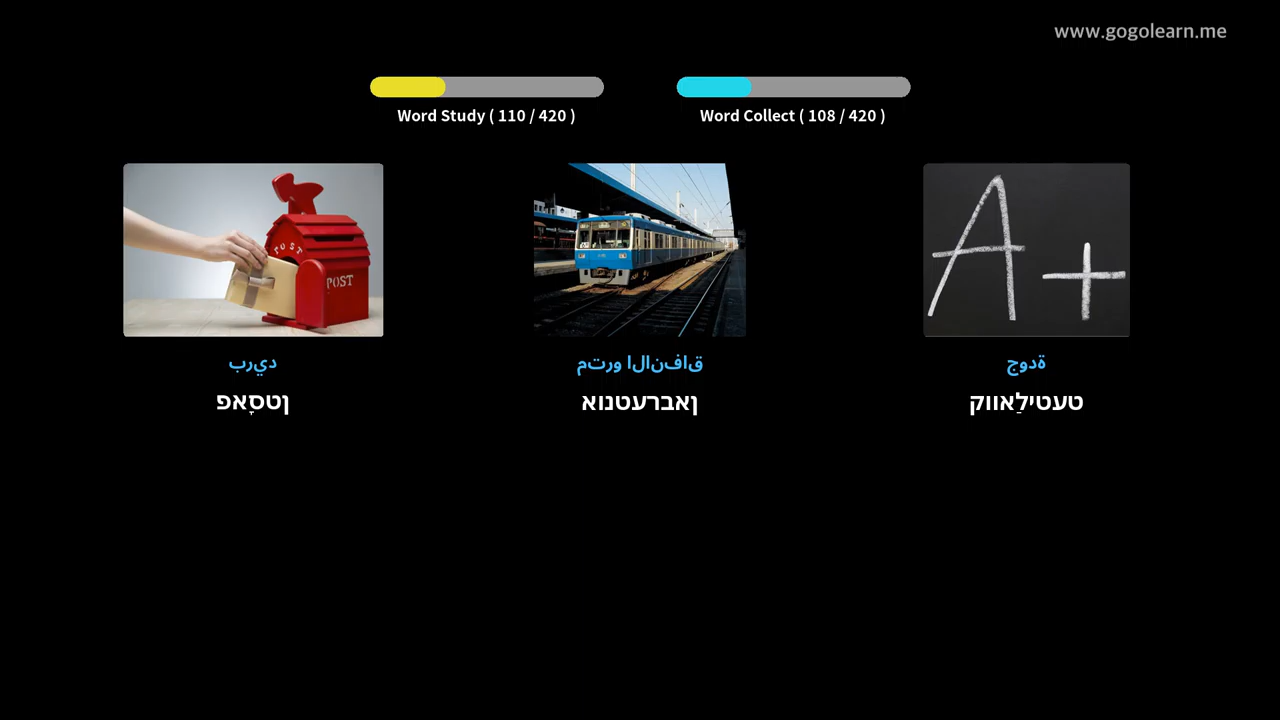 www.gogolearn.me
Word Study ( 110 / 420 )
Word Collect ( 108 / 420 )
POST
POST
A+
ديرب
ןטסָאפ
قافنالا ورتم
ןאברעטנוא
ةدوج
טעטילַאווק